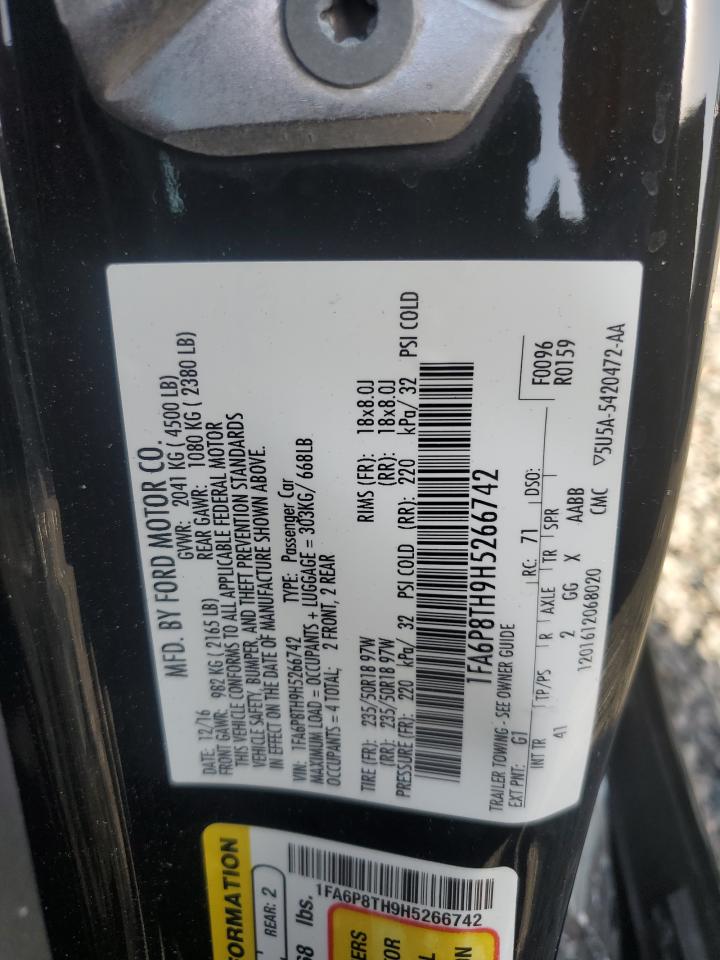 MFD. BY FORD MOTOR CO.
DATE: 12/16 GVWR: 2041 KG ( 4500 LB)
FRONT GAWR: 982 KG ( 2165 LB) REAR GAWR: 1080 KG ( 2380 LB)
THIS VEHICLE CONFORMS TO ALL APPLICABLE FEDERAL MOTOR
VEHICLE SAFETY, BUMPER, AND THEFT PREVENTION STANDARDS
IN EFFECT ON THE DATE OF MANUFACTURE SHOWN ABOVE.
VIN: 1FA6P8TH9H5266742 TYPE: Passenger Car
MAXIMUM LOAD = OCCUPANTS + LUGGAGE = 303KG/ 668LB
OCCUPANTS = 4 TOTAL; 2 FRONT, 2 REAR
TIRE (FR): 235/50R18 97W RIMS (FR): 18x8.0J
(RR): 235/50R18 97W (RR): 18x8.0J
PRESSURE (FR): 220 kPa/ 32 PSI COLD (RR): 220 kPa/ 32 PSI COLD
1FA6P8TH9H5266742
TRAILER TOWING - SEE OWNER GUIDE
EXT PNT: G1 RC: 71 DSO: F0096
R0159
INT TR TP/PS R AXLE TR SPR
41 2 GG X AABB
1201612068020 CMC ▽5U5A-5420472-AA
FORMATION
REAR: 2
68 lbs.
1FA6P8TH9H5266742